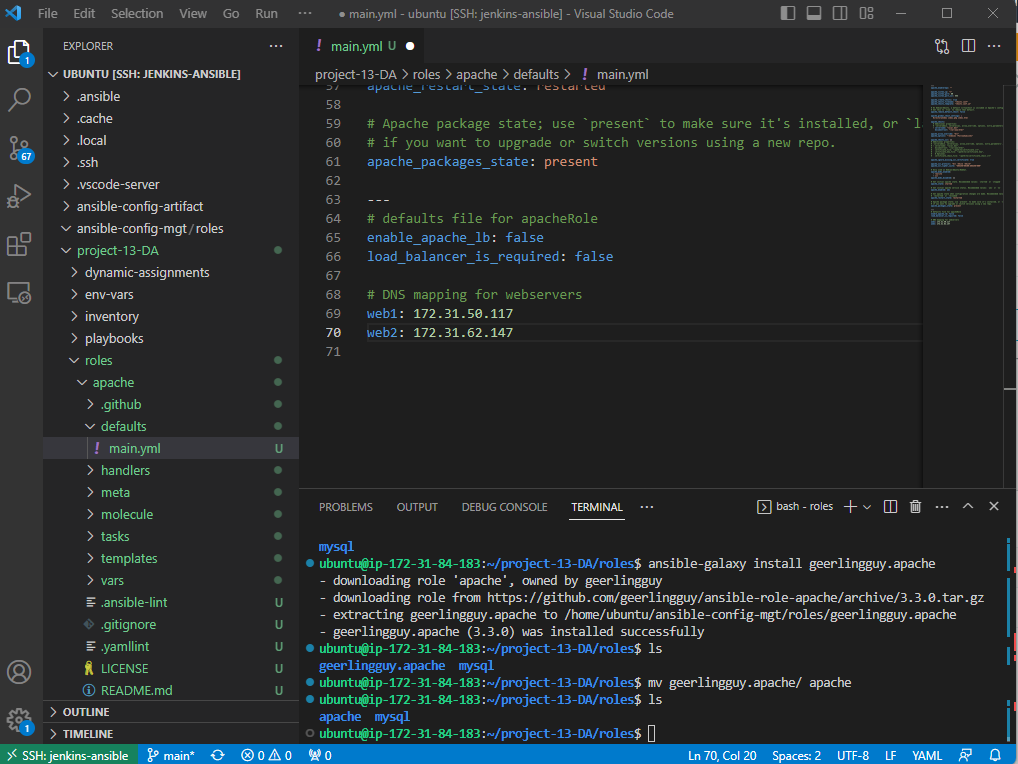 File Edit Selection View Go Run ··· ● main.yml - ubuntu [SSH: jenkins-ansible] - Visual Studio Code
EXPLORER ···
UBUNTU [SSH: JENKINS-ANSIBLE]
.ansible
.cache
.local
.ssh
.vscode-server
ansible-config-artifact
ansible-config-mgt / roles
project-13-DA
dynamic-assignments
env-vars
inventory
playbooks
roles
apache
.github
defaults
! main.yml U
handlers
meta
molecule
tasks
templates
vars
.ansible-lint U
.gitignore U
.yamllint U
LICENSE U
README.md U
OUTLINE
TIMELINE
1
67
1
! main.yml U ●
project-13-DA > roles > apache > defaults > ! main.yml
57 apache_restart_state: restarted
58
59 # Apache package state; use `present` to make sure it's installed, or `l
60 # if you want to upgrade or switch versions using a new repo.
61 apache_packages_state: present
62
63 ---
64 # defaults file for apacheRole
65 enable_apache_lb: false
66 load_balancer_is_required: false
67
68 # DNS mapping for webservers
69 web1: 172.31.50.117
70 web2: 172.31.62.147
71
PROBLEMS OUTPUT DEBUG CONSOLE TERMINAL ··· bash - roles
mysql
ubuntu@ip-172-31-84-183:~/project-13-DA/roles$ ansible-galaxy install geerlingguy.apache
- downloading role 'apache', owned by geerlingguy
- downloading role from https://github.com/geerlingguy/ansible-role-apache/archive/3.3.0.tar.gz
- extracting geerlingguy.apache to /home/ubuntu/ansible-config-mgt/roles/geerlingguy.apache
- geerlingguy.apache (3.3.0) was installed successfully
ubuntu@ip-172-31-84-183:~/project-13-DA/roles$ ls
geerlingguy.apache mysql
ubuntu@ip-172-31-84-183:~/project-13-DA/roles$ mv geerlingguy.apache/ apache
ubuntu@ip-172-31-84-183:~/project-13-DA/roles$ ls
apache mysql
ubuntu@ip-172-31-84-183:~/project-13-DA/roles$
SSH: jenkins-ansible main* 0 0 0 Ln 70, Col 20 Spaces: 2 UTF-8 LF YAML